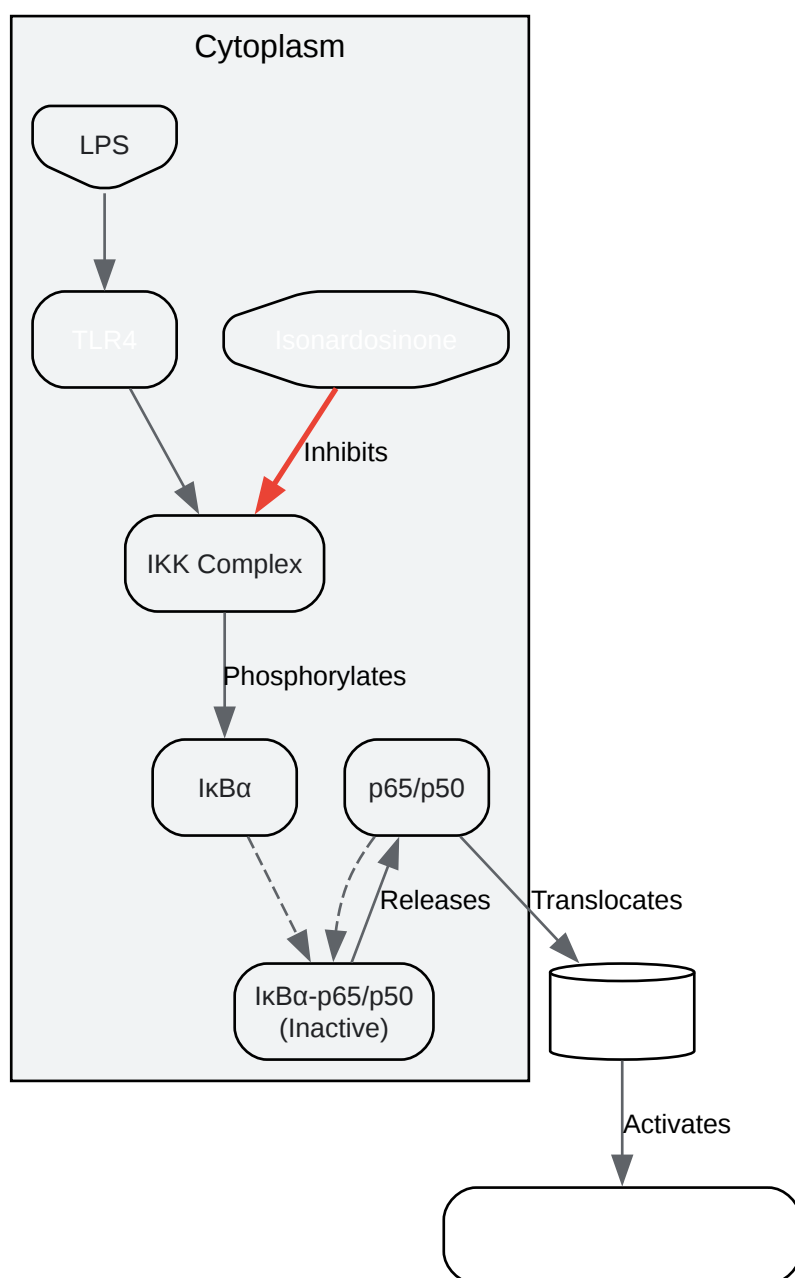 Cytoplasm
LPS
TLR4
Isonardosinone
Inhibits
IKK Complex
Phosphorylates
IκBα
p65/p50
Releases
Translocates
IκBα-p65/p50
(Inactive)
Activates